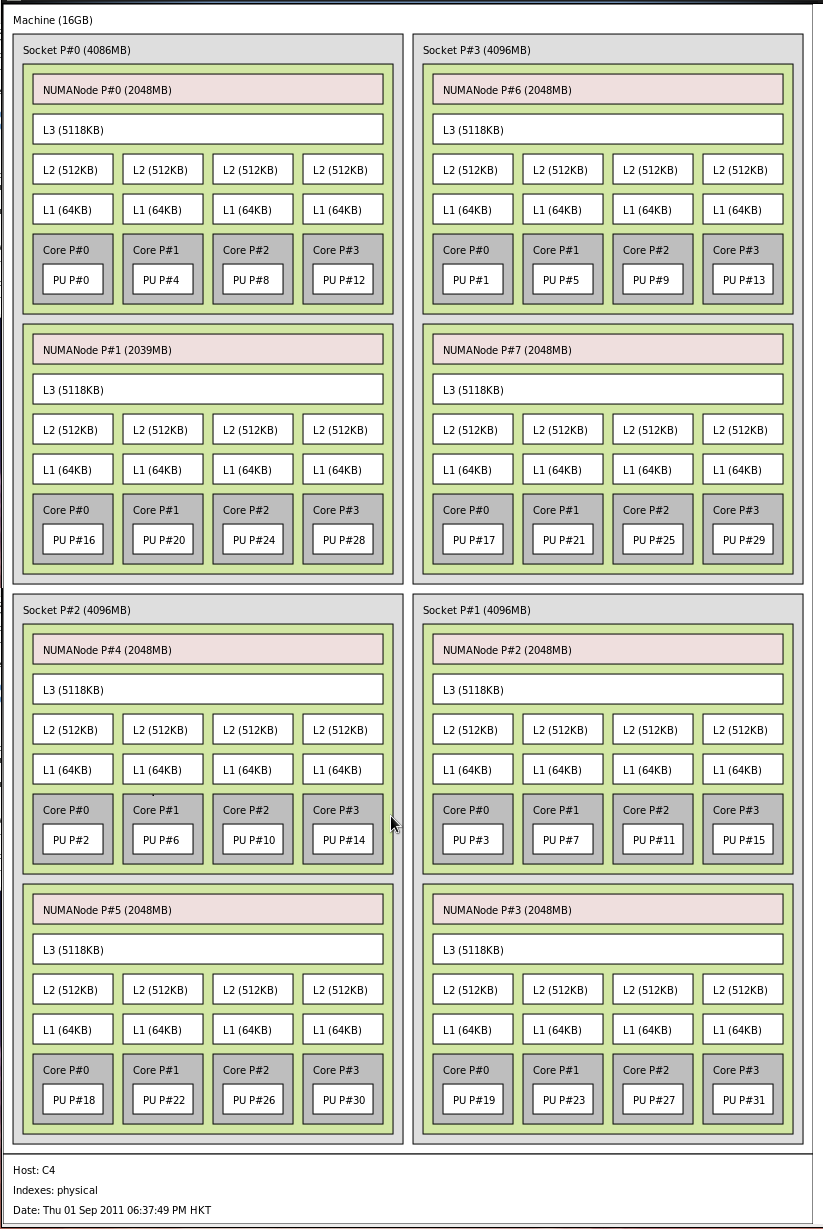 Machine (16GB)
Socket P#0 (4086MB)
NUMANode P#0 (2048MB)
L3 (5118KB)
L2 (512KB) L2 (512KB) L2 (512KB) L2 (512KB)
L1 (64KB) L1 (64KB) L1 (64KB) L1 (64KB)
Core P#0 Core P#1 Core P#2 Core P#3
PU P#0 PU P#4 PU P#8 PU P#12
NUMANode P#1 (2039MB)
L3 (5118KB)
L2 (512KB) L2 (512KB) L2 (512KB) L2 (512KB)
L1 (64KB) L1 (64KB) L1 (64KB) L1 (64KB)
Core P#0 Core P#1 Core P#2 Core P#3
PU P#16 PU P#20 PU P#24 PU P#28
Socket P#3 (4096MB)
NUMANode P#6 (2048MB)
L3 (5118KB)
L2 (512KB) L2 (512KB) L2 (512KB) L2 (512KB)
L1 (64KB) L1 (64KB) L1 (64KB) L1 (64KB)
Core P#0 Core P#1 Core P#2 Core P#3
PU P#1 PU P#5 PU P#9 PU P#13
NUMANode P#7 (2048MB)
L3 (5118KB)
L2 (512KB) L2 (512KB) L2 (512KB) L2 (512KB)
L1 (64KB) L1 (64KB) L1 (64KB) L1 (64KB)
Core P#0 Core P#1 Core P#2 Core P#3
PU P#17 PU P#21 PU P#25 PU P#29
Socket P#2 (4096MB)
NUMANode P#4 (2048MB)
L3 (5118KB)
L2 (512KB) L2 (512KB) L2 (512KB) L2 (512KB)
L1 (64KB) L1 (64KB) L1 (64KB) L1 (64KB)
Core P#0 Core P#1 Core P#2 Core P#3
PU P#2 PU P#6 PU P#10 PU P#14
NUMANode P#5 (2048MB)
L3 (5118KB)
L2 (512KB) L2 (512KB) L2 (512KB) L2 (512KB)
L1 (64KB) L1 (64KB) L1 (64KB) L1 (64KB)
Core P#0 Core P#1 Core P#2 Core P#3
PU P#18 PU P#22 PU P#26 PU P#30
Socket P#1 (4096MB)
NUMANode P#2 (2048MB)
L3 (5118KB)
L2 (512KB) L2 (512KB) L2 (512KB) L2 (512KB)
L1 (64KB) L1 (64KB) L1 (64KB) L1 (64KB)
Core P#0 Core P#1 Core P#2 Core P#3
PU P#3 PU P#7 PU P#11 PU P#15
NUMANode P#3 (2048MB)
L3 (5118KB)
L2 (512KB) L2 (512KB) L2 (512KB) L2 (512KB)
L1 (64KB) L1 (64KB) L1 (64KB) L1 (64KB)
Core P#0 Core P#1 Core P#2 Core P#3
PU P#19 PU P#23 PU P#27 PU P#31
Host: C4
Indexes: physical
Date: Thu 01 Sep 2011 06:37:49 PM HKT